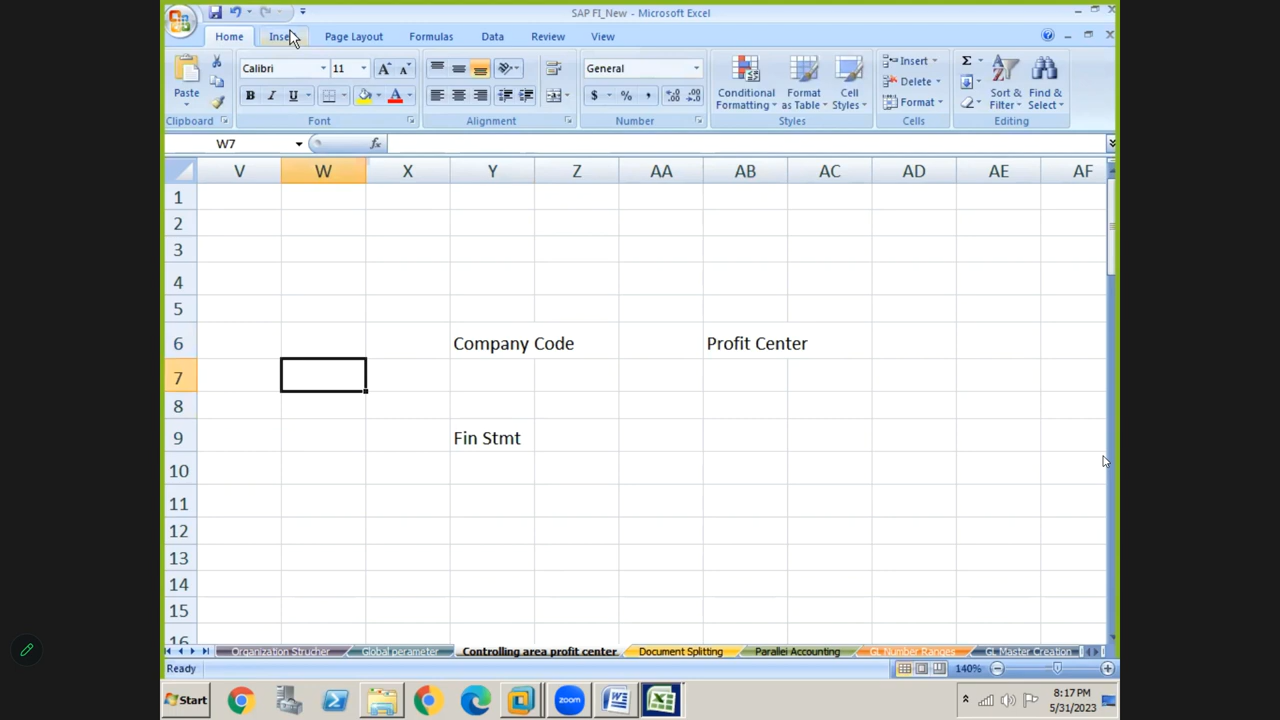 SAP FI_New - Microsoft Excel
Home Page Layout Formulas Data Review View
Calibri 11 General
Paste
B I U $ % ,
Conditional Formatting
Format as Table
Cell Styles
Insert
Delete
Format
Σ
Sort & Filter
Find & Select
Clipboard Font Alignment Number Styles Cells Editing
W7 fx
V W X Y Z AA AB AC AD AE AF
1
2
3
4
5
6 Company Code Profit Center
7
8
9 Fin Stmt
10
11
12
13
14
15
16
Organization Strucher Global perameter Controlling area profit center Document Splitting Parallel Accounting GL Number Ranges GL Master Creation
Ready 140%
Start zoom 8:17 PM
5/31/2023